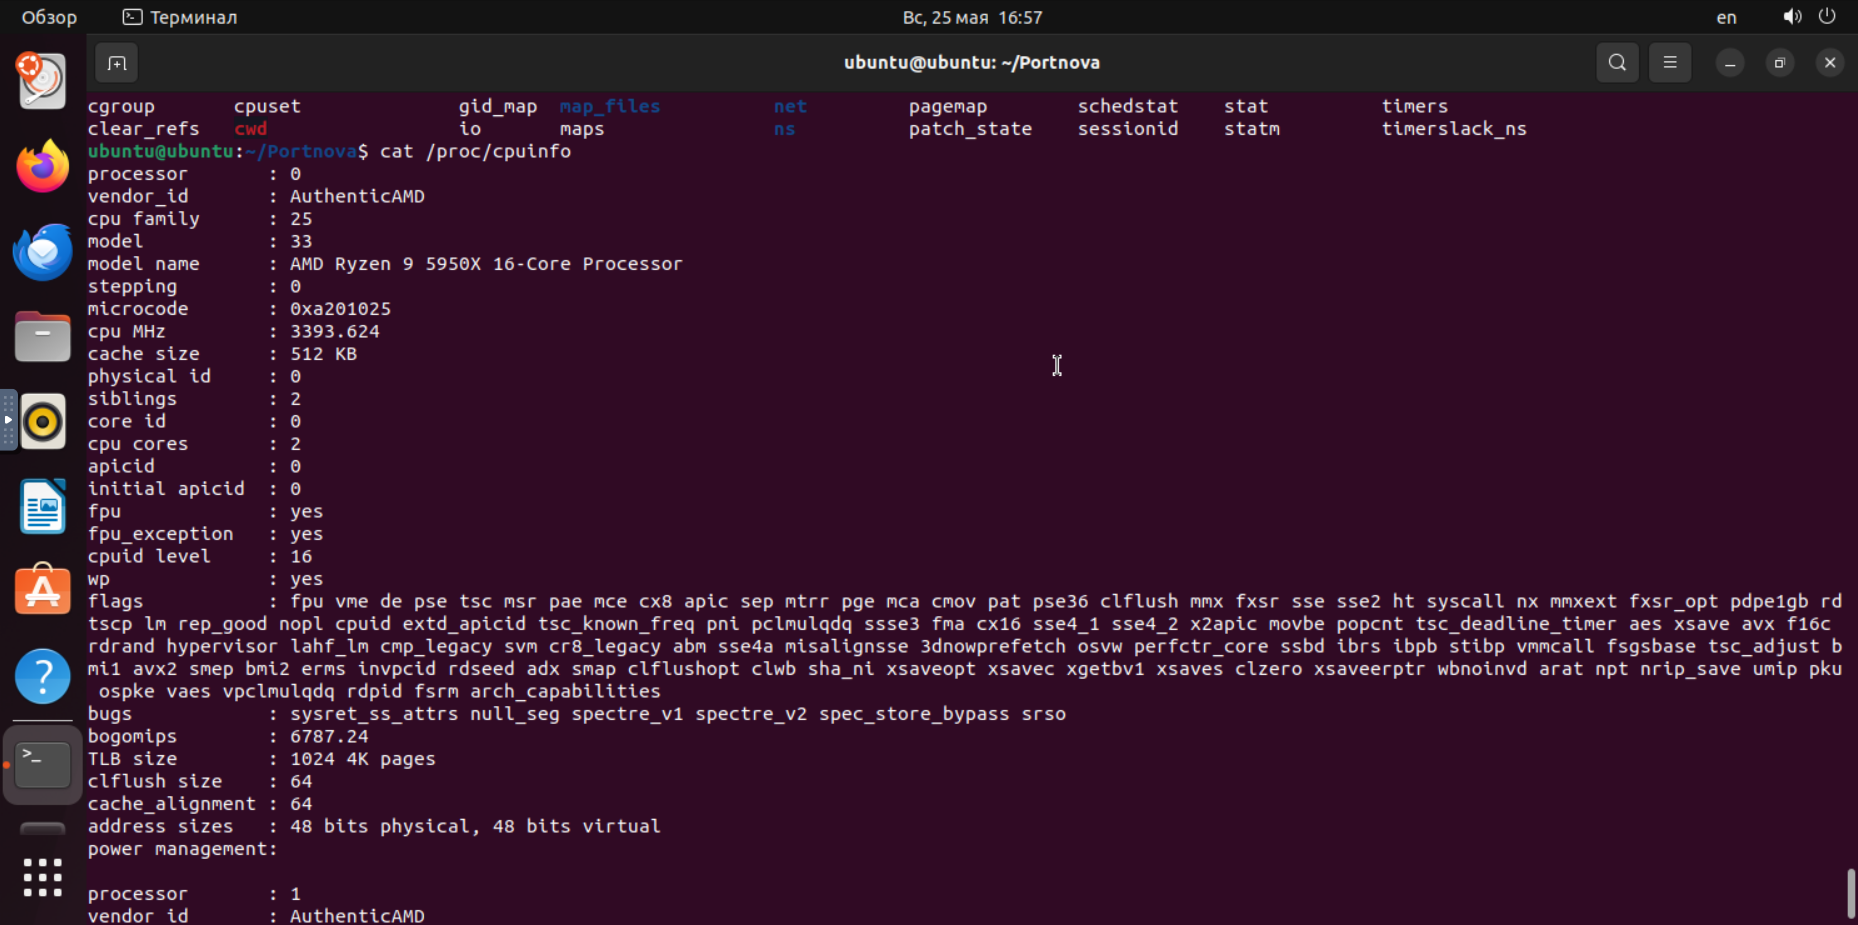 Обзор Терминал Вс, 25 мая 16:57 en
ubuntu@ubuntu: ~/Portnova
cgroup cpuset gid_map map_files net pagemap schedstat stat timers
clear_refs cwd io maps ns patch_state sessionid statm timerslack_ns
ubuntu@ubuntu:~/Portnova$ cat /proc/cpuinfo
processor : 0
vendor_id : AuthenticAMD
cpu family : 25
model : 33
model name : AMD Ryzen 9 5950X 16-Core Processor
stepping : 0
microcode : 0xa201025
cpu MHz : 3393.624
cache size : 512 KB
physical id : 0
siblings : 2
core id : 0
cpu cores : 2
apicid : 0
initial apicid : 0
fpu : yes
fpu_exception : yes
cpuid level : 16
wp : yes
flags : fpu vme de pse tsc msr pae mce cx8 apic sep mtrr pge mca cmov pat pse36 clflush mmx fxsr sse sse2 ht syscall nx mmxext fxsr_opt pdpe1gb rd
tscp lm rep_good nopl cpuid extd_apicid tsc_known_freq pni pclmulqdq ssse3 fma cx16 sse4_1 sse4_2 x2apic movbe popcnt tsc_deadline_timer aes xsave avx f16c
rdrand hypervisor lahf_lm cmp_legacy svm cr8_legacy abm sse4a misalignsse 3dnowprefetch osvw perfctr_core ssbd ibrs ibpb stibp vmmcall fsgsbase tsc_adjust b
mi1 avx2 smep bmi2 erms invpcid rdseed adx smap clflushopt clwb sha_ni xsaveopt xsavec xgetbv1 xsaves clzero xsaveerptr wbnoinvd arat npt nrip_save umip pku
ospke vaes vpclmulqdq rdpid fsrm arch_capabilities
bugs : sysret_ss_attrs null_seg spectre_v1 spectre_v2 spec_store_bypass srso
bogomips : 6787.24
TLB size : 1024 4K pages
clflush size : 64
cache_alignment : 64
address sizes : 48 bits physical, 48 bits virtual
power management:
processor : 1
vendor id : AuthenticAMD